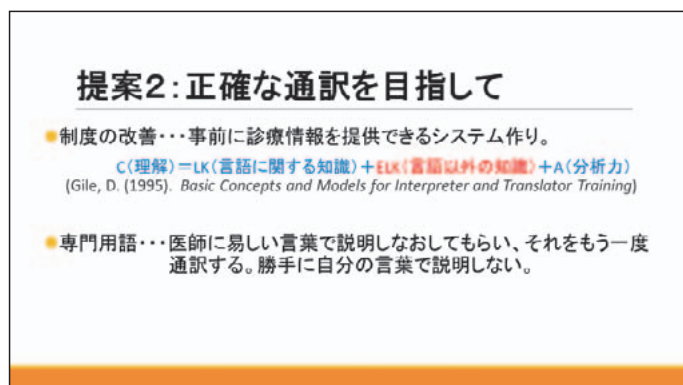 提案2：正確な通訳を目指して
●制度の改善・・・事前に診療情報を提供できるシステム作り。
C(理解)＝LK(言語に関する知識)＋ELK(言語以外の知識)＋A(分析力)
(Gile, D. (1995). Basic Concepts and Models for Interpreter and Translator Training)
●専門用語・・・医師に易しい言葉で説明しなおしてもらい、それをもう一度
通訳する。勝手に自分の言葉で説明しない。